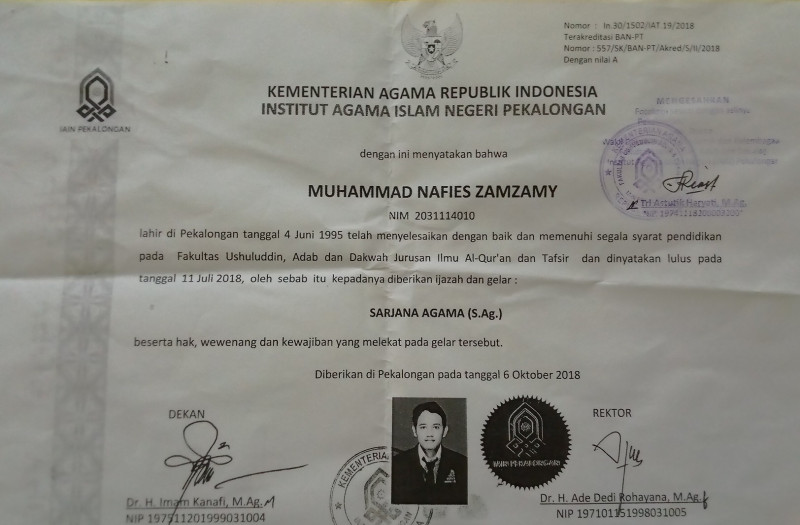 Nomor : In.30/1502/IAT.19/2018
Terakreditasi BAN-PT
Nomor : 557/SK/BAN-PT/Akred/S/II/2018
Dengan nilai A
KEMENTERIAN AGAMA REPUBLIK INDONESIA
INSTITUT AGAMA ISLAM NEGERI PEKALONGAN
IAIN PEKALONGAN
MENGESAHKAN
Tri Astutik Haryati, M.Ag.
dengan ini menyatakan bahwa
MUHAMMAD NAFIES ZAMZAMY
NIM 2031114010
lahir di Pekalongan tanggal 4 Juni 1995 telah menyelesaikan dengan baik dan memenuhi segala syarat pendidikan
pada Fakultas Ushuluddin, Adab dan Dakwah Jurusan Ilmu Al-Qur'an dan Tafsir dan dinyatakan lulus pada
tanggal 11 Juli 2018, oleh sebab itu kepadanya diberikan ijazah dan gelar :
SARJANA AGAMA (S.Ag.)
beserta hak, wewenang dan kewajiban yang melekat pada gelar tersebut.
Diberikan di Pekalongan pada tanggal 6 Oktober 2018
DEKAN
REKTOR
KEMENTERIAN
Dr. H. Imam Kanafi, M.Ag.
NIP 197511201999031004
Dr. H. Ade Dedi Rohayana, M.Ag.
NIP 197101151998031005